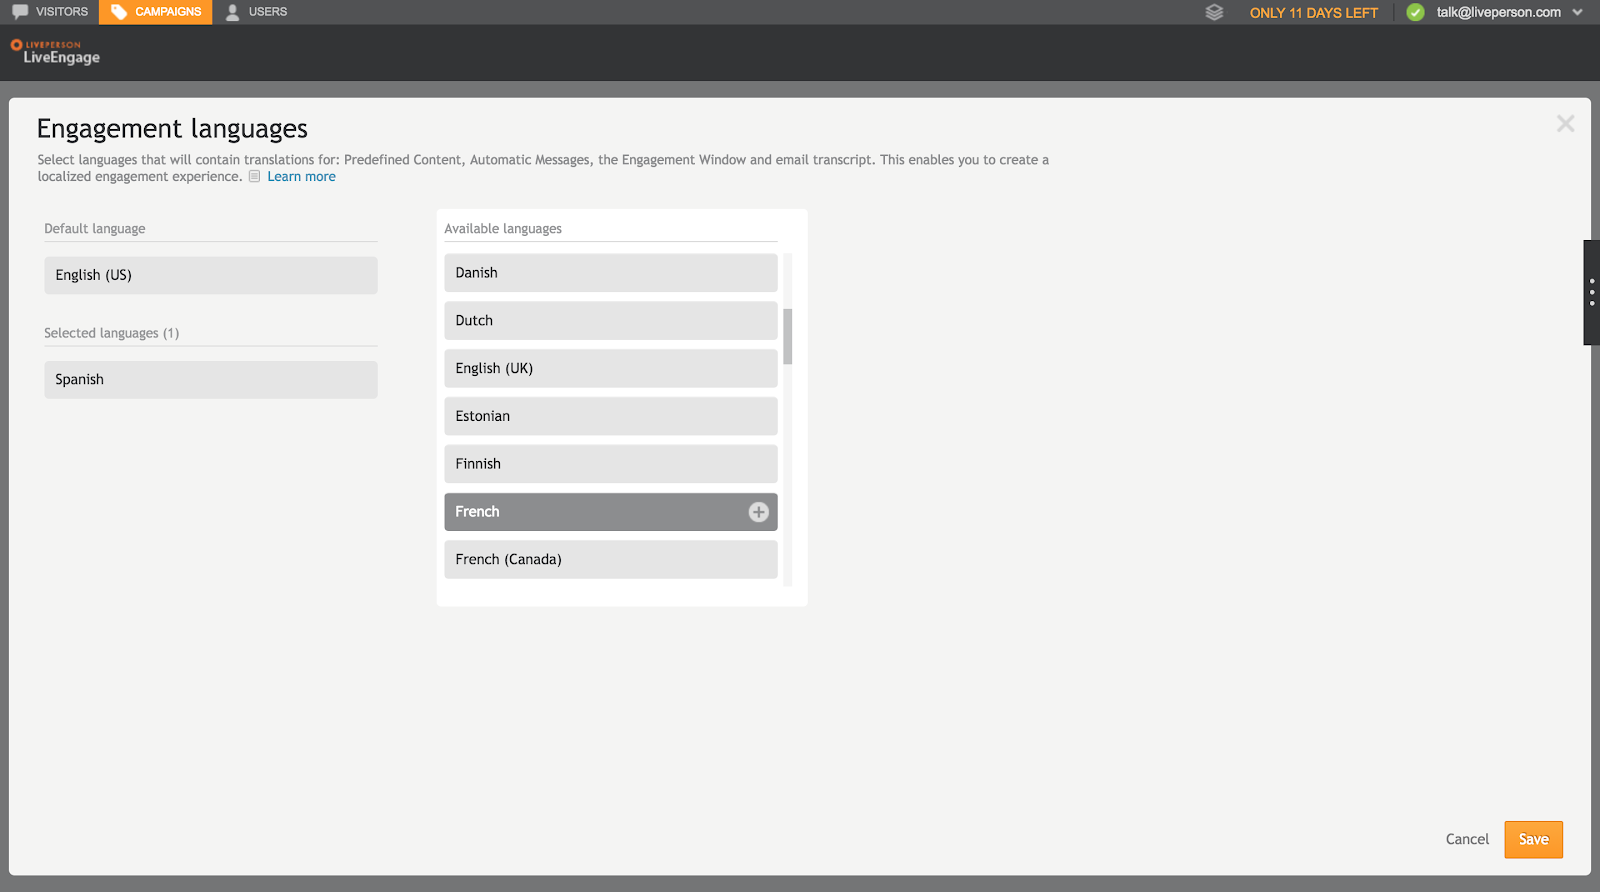 VISITORS
CAMPAIGNS
USERS
ONLY 11 DAYS LEFT
talk@liveperson.com
LIVEPERSON
LiveEngage
Engagement languages
Select languages that will contain translations for: Predefined Content, Automatic Messages, the Engagement Window and email transcript. This enables you to create a
localized engagement experience. Learn more
Default language
English (US)
Selected languages (1)
Spanish
Available languages
Danish
Dutch
English (UK)
Estonian
Finnish
French
French (Canada)
Cancel
Save